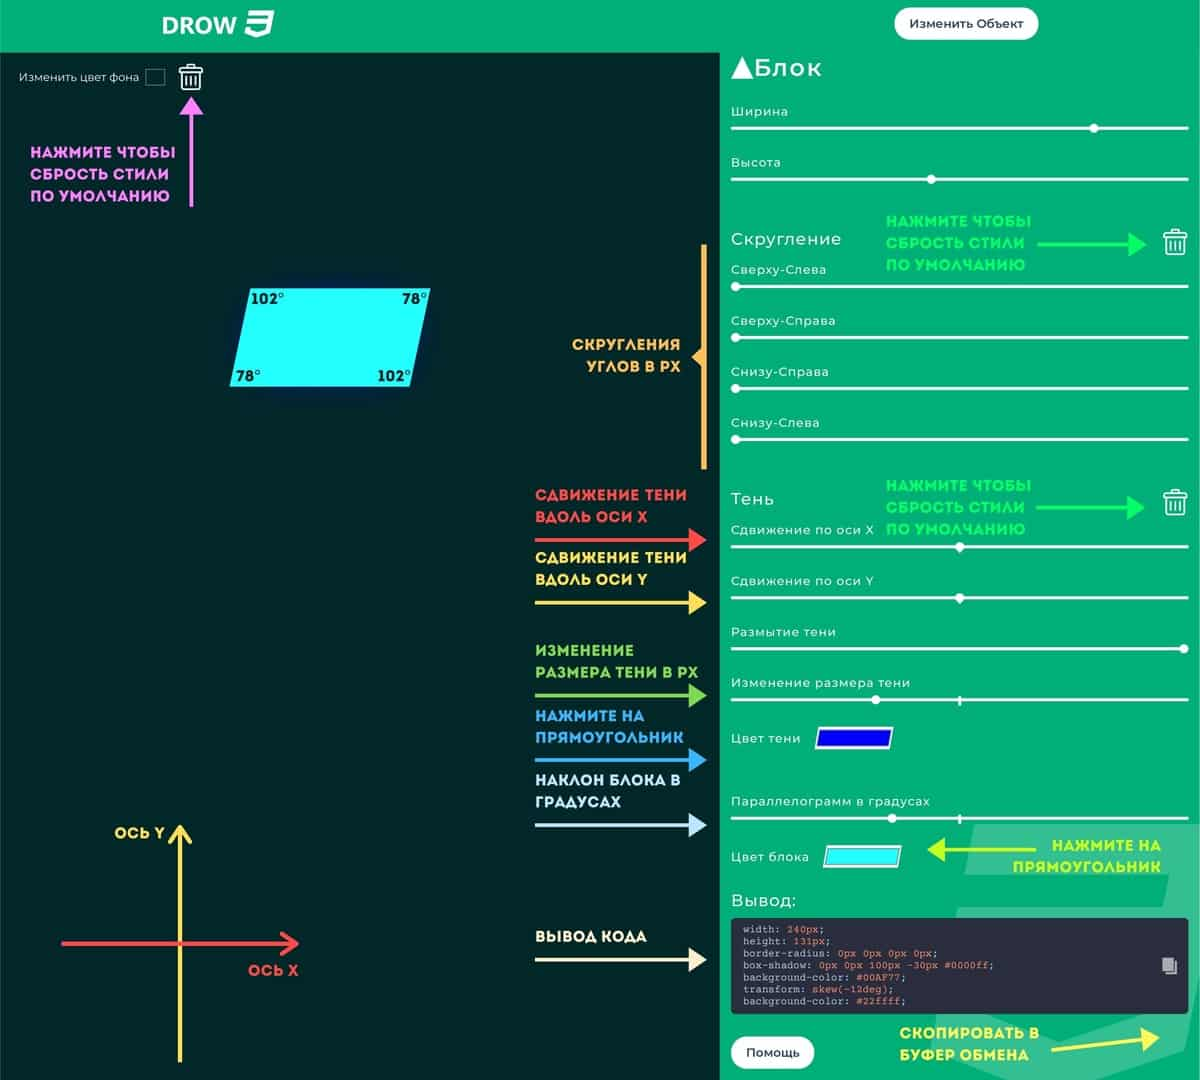 DROW
Изменить Объект
Изменить цвет фона
НАЖМИТЕ ЧТОБЫ
СБРОСТЬ СТИЛИ
ПО УМОЛЧАНИЮ
102°
78°
78°
102°
СКРУГЛЕНИЯ
УГЛОВ В PX
СДВИЖЕНИЕ ТЕНИ
ВДОЛЬ ОСИ X
СДВИЖЕНИЕ ТЕНИ
ВДОЛЬ ОСИ Y
ИЗМЕНЕНИЕ
РАЗМЕРА ТЕНИ В PX
НАЖМИТЕ НА
ПРЯМОУГОЛЬНИК
НАКЛОН БЛОКА В
ГРАДУСАХ
ОСЬ Y
ОСЬ X
ВЫВОД КОДА
Блок
Ширина
Высота
Скругление
НАЖМИТЕ ЧТОБЫ
СБРОСТЬ СТИЛИ
ПО УМОЛЧАНИЮ
Сверху-Слева
Сверху-Справа
Снизу-Справа
Снизу-Слева
Тень
НАЖМИТЕ ЧТОБЫ
СБРОСТЬ СТИЛИ
ПО УМОЛЧАНИЮ
Сдвижение по оси X
Сдвижение по оси Y
Размытие тени
Изменение размера тени
Цвет тени
Параллелограмм в градусах
Цвет блока
НАЖМИТЕ НА
ПРЯМОУГОЛЬНИК
Вывод:
width: 240px;
height: 131px;
border-radius: 0px 0px 0px 0px;
box-shadow: 0px 0px 100px -30px #0000ff;
background-color: #00AF77;
transform: skew(-12deg);
background-color: #22ffff;
СКОПИРОВАТЬ В
БУФЕР ОБМЕНА
Помощь